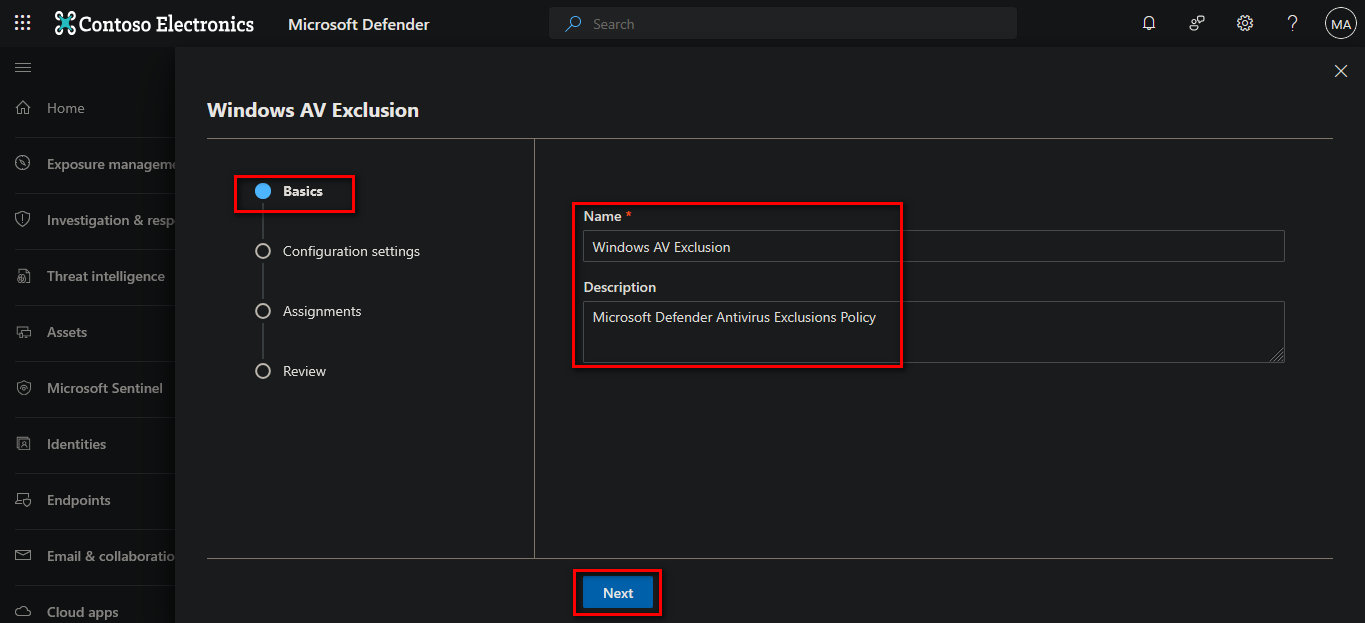 Contoso Electronics
Microsoft Defender
Search
?
MA
Home
Exposure manageme
Investigation & resp
Threat intelligence
Assets
Microsoft Sentinel
Identities
Endpoints
Email & collaboratio
Cloud apps
Windows AV Exclusion
Basics
Configuration settings
Assignments
Review
Name *
Windows AV Exclusion
Description
Microsoft Defender Antivirus Exclusions Policy
Next